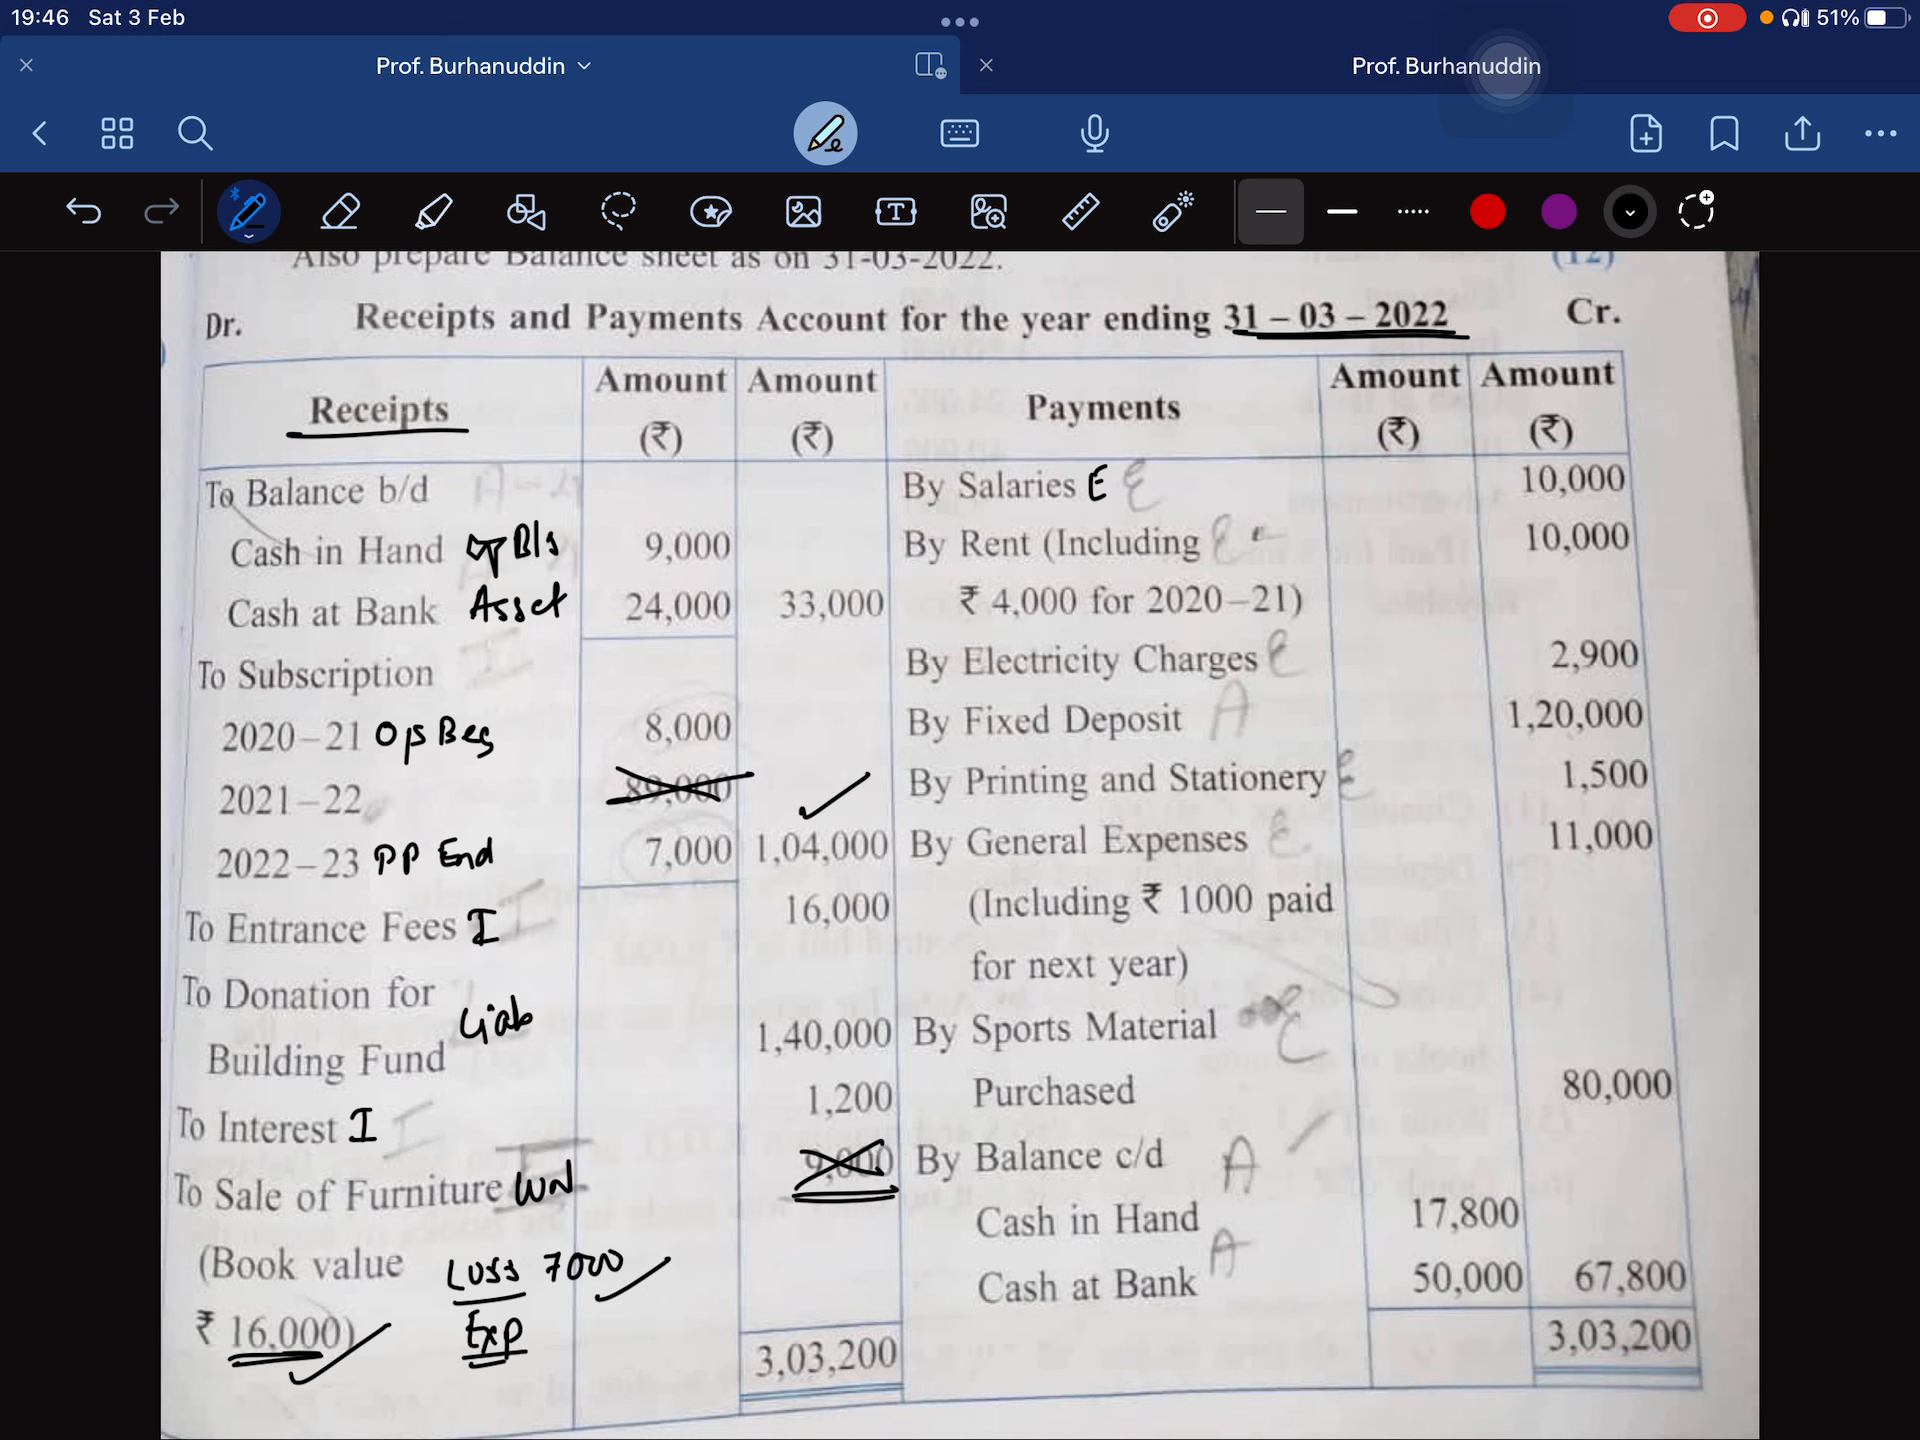 19:46 Sat 3 Feb
51%
Prof. Burhanuddin
Prof. Burhanuddin
Also prepare Balance sheet as on 31-03-2022.
(12)
Dr. Receipts and Payments Account for the year ending 31 – 03 – 2022 Cr.
Receipts Amount (₹) Amount (₹) Payments Amount (₹) Amount (₹)
To Balance b/d By Salaries E E 10,000
Cash in Hand op Bls 9,000 By Rent (Including 10,000
Cash at Bank Asset 24,000 33,000 ₹ 4,000 for 2020–21)
To Subscription I By Electricity Charges E 2,900
2020–21 Ops Beg 8,000 By Fixed Deposit A 1,20,000
2021–22 89,000 By Printing and Stationery E 1,500
2022–23 PP End 7,000 1,04,000 By General Expenses E 11,000
To Entrance Fees I I 16,000 (Including ₹ 1000 paid
To Donation for for next year)
Liab
Building Fund 1,40,000 By Sports Material E
To Interest I I 1,200 Purchased 80,000
To Sale of Furniture WN 9,000 By Balance c/d A
(Book value Loss 7000 Cash in Hand 17,800
₹ 16,000) Exp Cash at Bank A 50,000 67,800
3,03,200 3,03,200